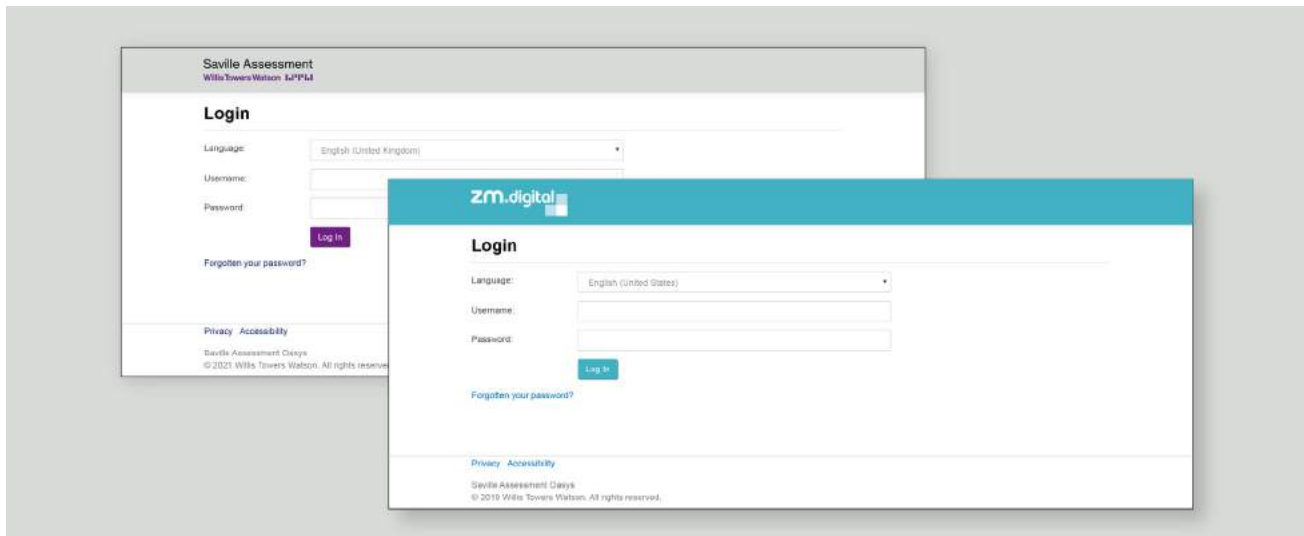 Saville Assessment
Willis Towers Watson
Login
Language:
English (United Kingdom)
Username:
Password:
Log In
Forgotten your password?
Privacy Accessibility
Saville Assessment Oasys
© 2021 Willis Towers Watson. All rights reserve
zm.digital
Login
Language:
English (United States)
Username:
Password:
Log In
Forgotten your password?
Privacy Accessibility
Saville Assessment Oasys
© 2019 Willis Towers Watson. All rights reserved.